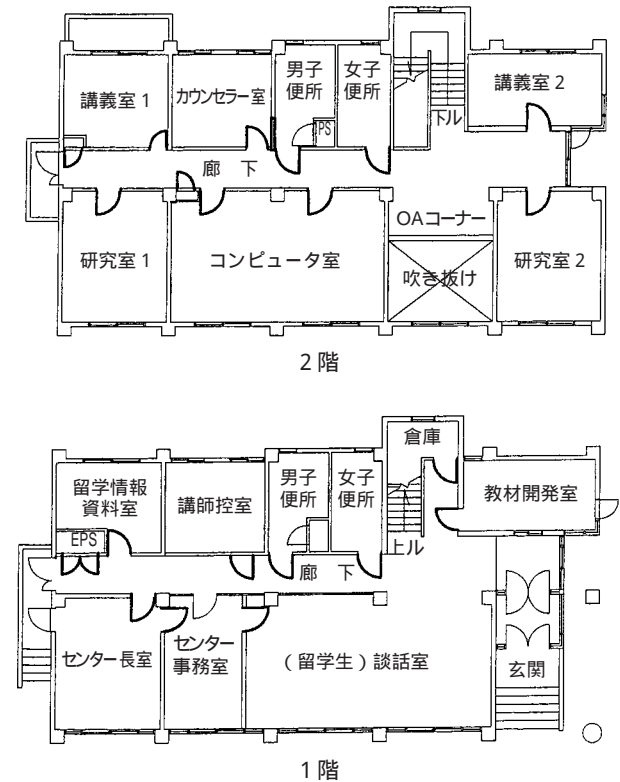 講義室 1
カウンセラー室
男子
便所
女子
便所
PS
下ル
講義室 2
廊 下
研究室 1
コンピュータ室
OAコーナー
吹き抜け
研究室 2
2 階
留学情報
資料室
EPS
講師控室
男子
便所
女子
便所
倉庫
上ル
教材開発室
廊 下
センター長室
センター
事務室
(留学生)談話室
玄関
1 階